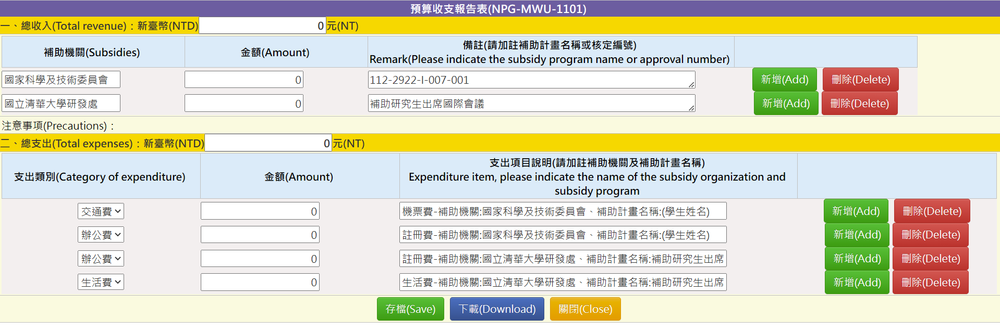 預算收支報告表(NPG-MWU-1101)
一、總收入(Total revenue)：新臺幣(NTD) 0 元(NT)
補助機關(Subsidies) 金額(Amount) 備註(請加註補助計畫名稱或核定編號)
Remark(Please indicate the subsidy program name or approval number)
國家科學及技術委員會 0 112-2922-I-007-001 新增(Add) 刪除(Delete)
國立清華大學研發處 0 補助研究生出席國際會議 新增(Add) 刪除(Delete)
注意事項(Precautions)：
二、總支出(Total expenses)：新臺幣(NTD) 0 元(NT)
支出類別(Category of expenditure) 金額(Amount) 支出項目說明(請加註補助機關及補助計畫名稱)
Expenditure item, please indicate the name of the subsidy organization and
subsidy program
交通費 0 機票費-補助機關:國家科學及技術委員會、補助計畫名稱:(學生姓名) 新增(Add) 刪除(Delete)
辦公費 0 註冊費-補助機關:國家科學及技術委員會、補助計畫名稱:(學生姓名) 新增(Add) 刪除(Delete)
辦公費 0 註冊費-補助機關:國立清華大學研發處、補助計畫名稱:補助研究生出席 新增(Add) 刪除(Delete)
生活費 0 生活費-補助機關:國立清華大學研發處、補助計畫名稱:補助研究生出席 新增(Add) 刪除(Delete)
存檔(Save) 下載(Download) 關閉(Close)